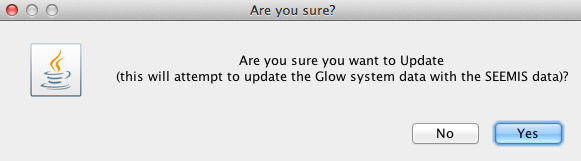 Are you sure?
Are you sure you want to Update
(this will attempt to update the Glow system data with the SEEMIS data)?
No
Yes